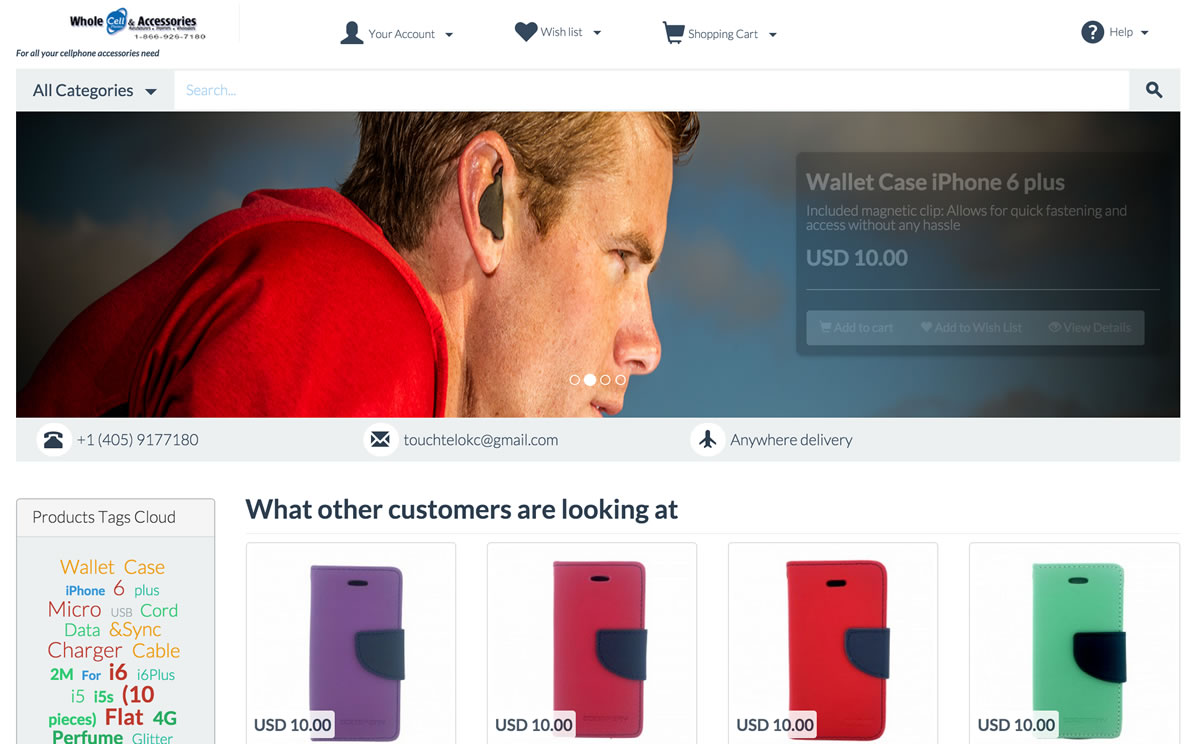 Whole Cell & Accessories
1-866-926-7180
For all your cellphone accessories need
Your Account
Wish list
Shopping Cart
? Help
All Categories
Search...
Wallet Case iPhone 6 plus
Included magnetic clip: Allows for quick fastening and
access without any hassle
USD 10.00
Add to cart
Add to Wish List
View Details
+1 (405) 9177180
touchtelokc@gmail.com
Anywhere delivery
Products Tags Cloud
Wallet Case
iPhone 6 plus
Micro USB Cord
Data &Sync
Charger Cable
2M For i6 i6Plus
i5 i5s (10
pieces) Flat 4G
Perfume Glitter
What other customers are looking at
USD 10.00
USD 10.00
USD 10.00
USD 10.00